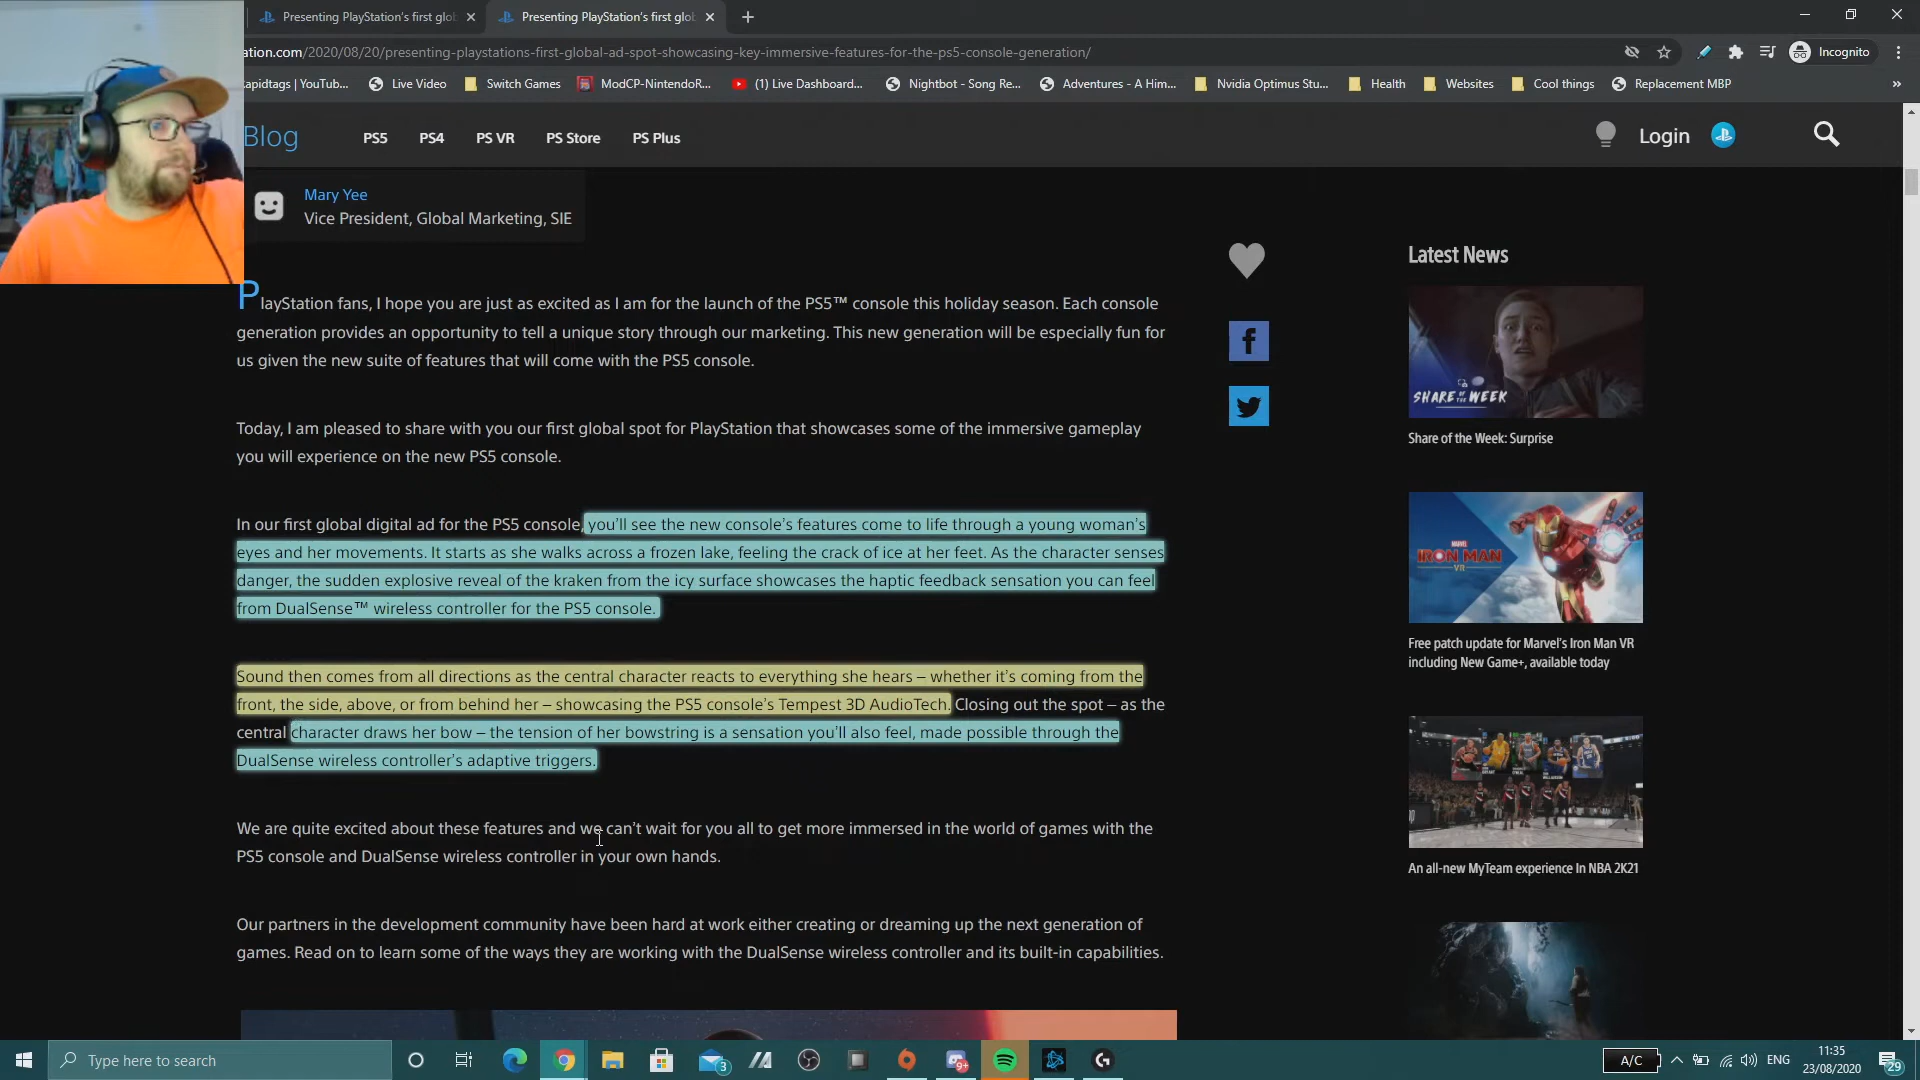 Presenting PlayStation's first glob
Presenting PlayStation's first glob
ation.com/2020/08/20/presenting-playstations-first-global-ad-spot-showcasing-key-immersive-features-for-the-ps5-console-generation/
Incognito
apidtags | YouTub...
Live Video
Switch Games
ModCP-NintendoR...
(1) Live Dashboard...
Nightbot - Song Re...
Adventures - A Him...
Nvidia Optimus Stu...
Health
Websites
Cool things
Replacement MBP
»
Blog
PS5
PS4
PS VR
PS Store
PS Plus
Login
Mary Yee
Vice President, Global Marketing, SIE
PlayStation fans, I hope you are just as excited as I am for the launch of the PS5™ console this holiday season. Each console
generation provides an opportunity to tell a unique story through our marketing. This new generation will be especially fun for
us given the new suite of features that will come with the PS5 console.
Today, I am pleased to share with you our first global spot for PlayStation that showcases some of the immersive gameplay
you will experience on the new PS5 console.
In our first global digital ad for the PS5 console, you'll see the new console's features come to life through a young woman's
eyes and her movements. It starts as she walks across a frozen lake, feeling the crack of ice at her feet. As the character senses
danger, the sudden explosive reveal of the kraken from the icy surface showcases the haptic feedback sensation you can feel
from DualSense™ wireless controller for the PS5 console.
Sound then comes from all directions as the central character reacts to everything she hears – whether it's coming from the
front, the side, above, or from behind her – showcasing the PS5 console's Tempest 3D AudioTech. Closing out the spot – as the
central character draws her bow – the tension of her bowstring is a sensation you'll also feel, made possible through the
DualSense wireless controller's adaptive triggers.
We are quite excited about these features and we can't wait for you all to get more immersed in the world of games with the
PS5 console and DualSense wireless controller in your own hands.
Our partners in the development community have been hard at work either creating or dreaming up the next generation of
games. Read on to learn some of the ways they are working with the DualSense wireless controller and its built-in capabilities.
Latest News
SHARE OF THE WEEK
Share of the Week: Surprise
MARVEL
IRON MAN
VR
Free patch update for Marvel's Iron Man VR
including New Game+, available today
An all-new MyTeam experience In NBA 2K21
Type here to search
3
9+
A/C
ENG
11:35
23/08/2020
29